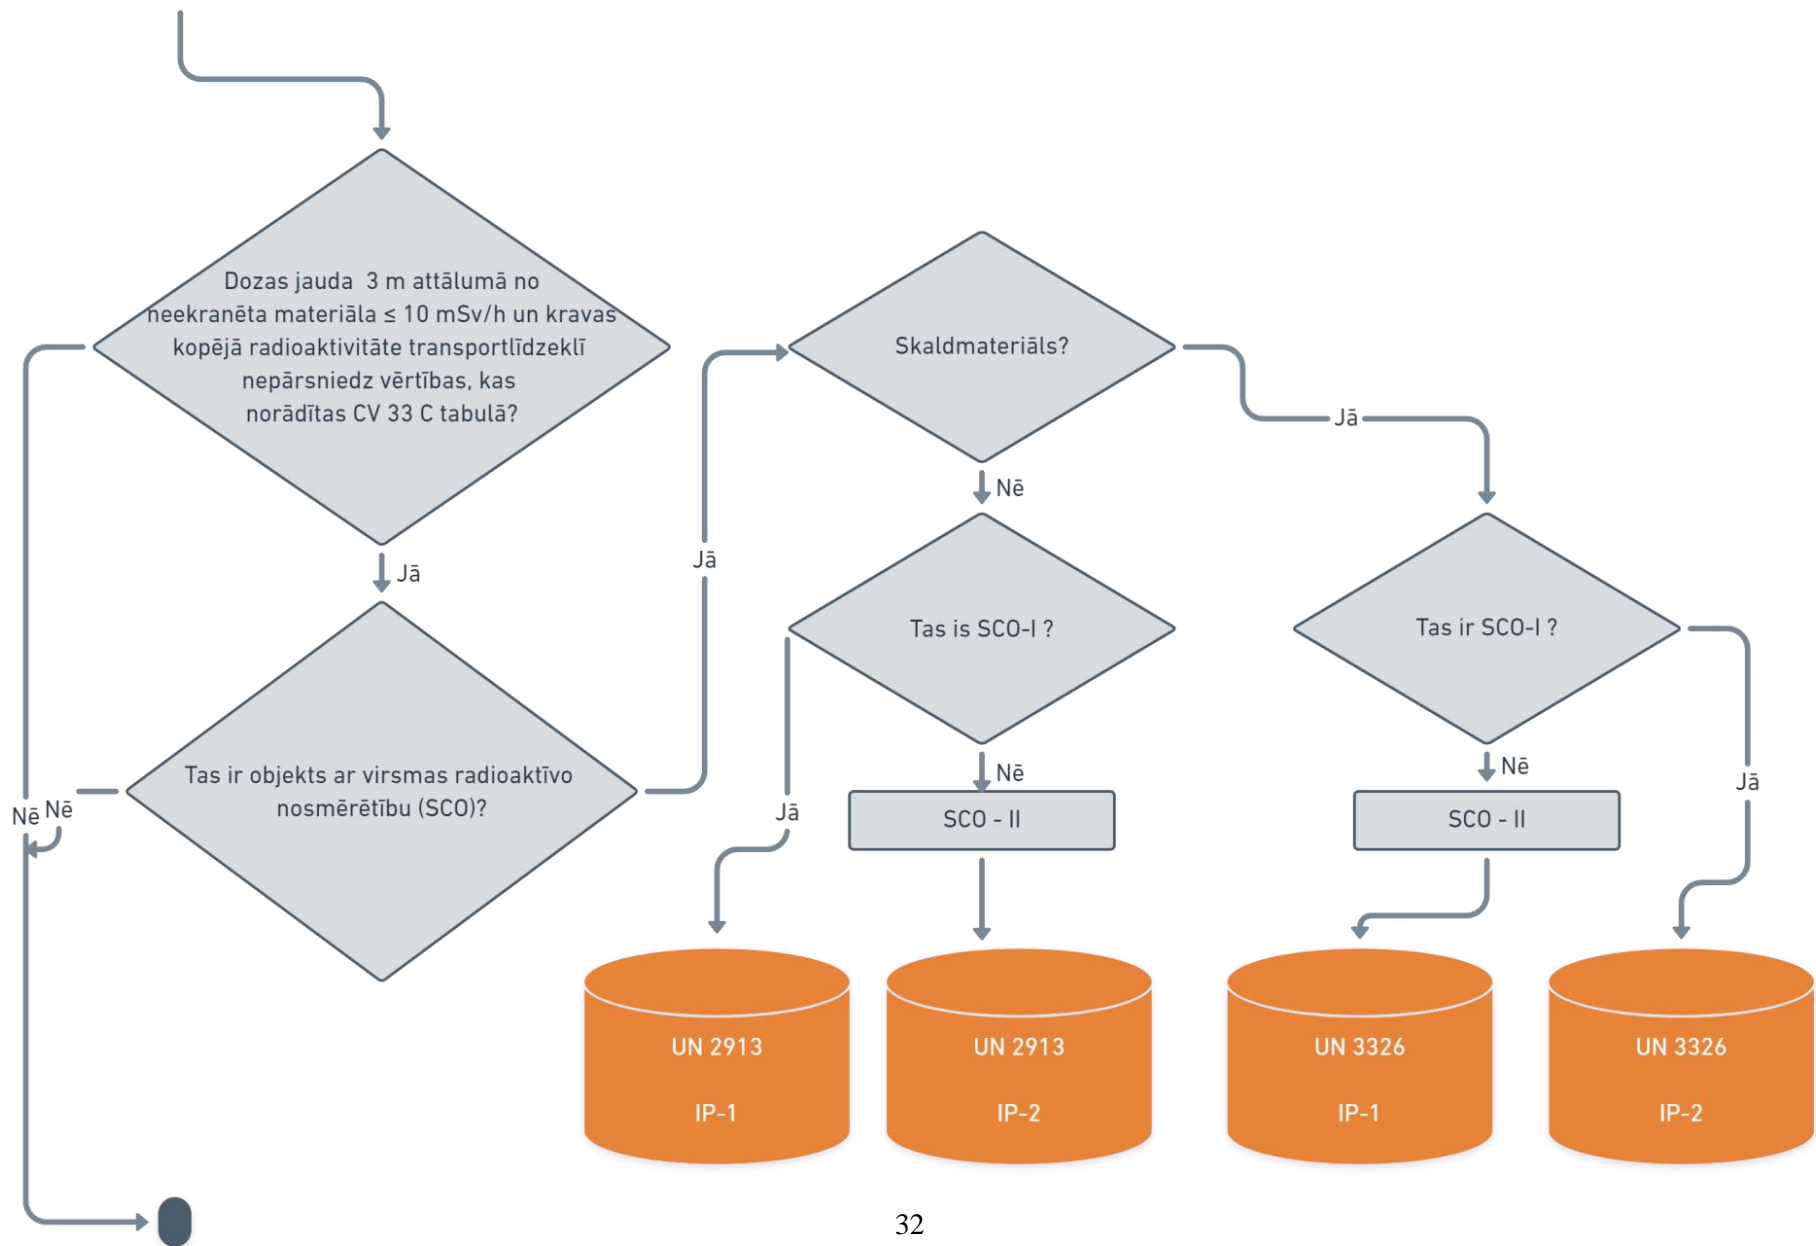 Dozas jauda 3 m attālumā no
neekranēta materiāla ≤ 10 mSv/h un kravas
kopējā radioaktivitāte transportlīdzeklī
nepārsniedz vērtības, kas
norādītas CV 33 C tabulā?
Jā
Nē
Tas ir objekts ar virsmas radioaktīvo
nosmērētību (SCO)?
Nē
Jā
Skaldmateriāls?
Jā
Nē
Tas is SCO-I ?
Tas ir SCO-I ?
Nē
Jā
Nē
Jā
SCO - II
SCO - II
UN 2913
IP-1
UN 2913
IP-2
UN 3326
IP-1
UN 3326
IP-2
32